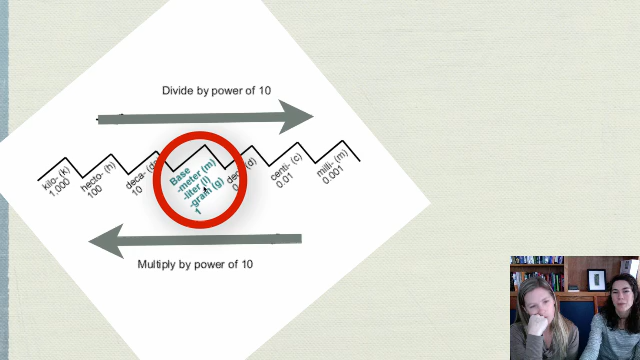 Divide by power of 10
kilo- (k)
1,000
hecto- (h)
100
deca- (da)
10
Base
-meter (m)
-liter (l)
-gram (g)
1
(d)
centi- (c)
0.01
milli- (m)
0.001
Multiply by power of 10